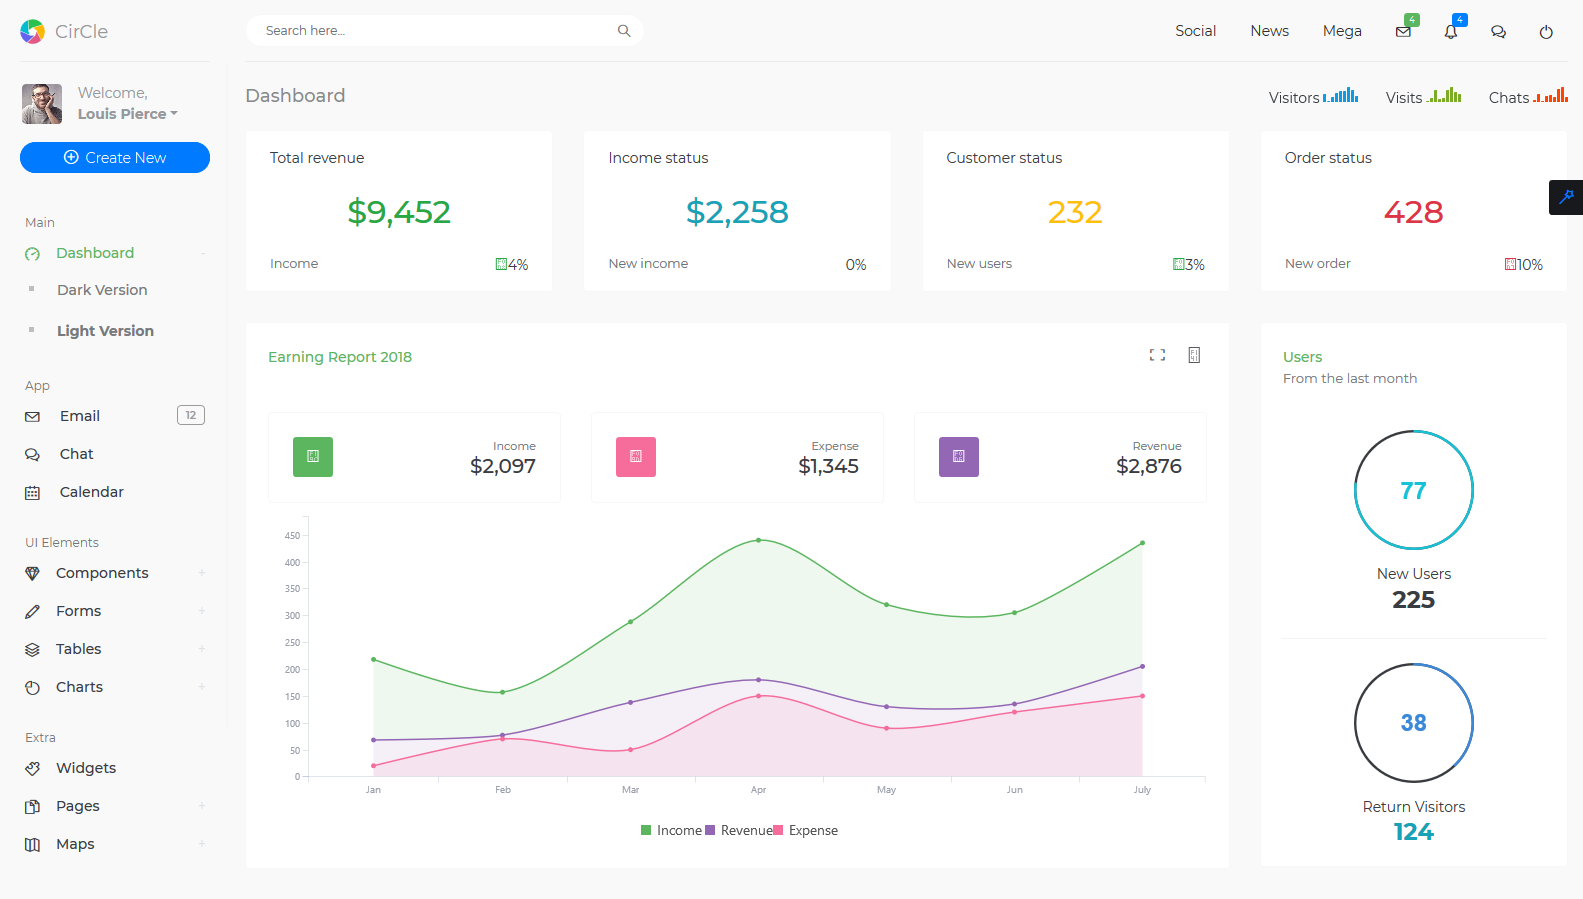 CirCle
Search here...
Social
News
Mega
4
4
Welcome,
Louis Pierce
Create New
Main
Dashboard
Dark Version
Light Version
App
Email
12
Chat
Calendar
UI Elements
Components
Forms
Tables
Charts
Extra
Widgets
Pages
Maps
Dashboard
Visitors
Visits
Chats
Total revenue
$9,452
Income
4%
Income status
$2,258
New income
0%
Customer status
232
New users
3%
Order status
428
New order
10%
Earning Report 2018
Income
$2,097
Expense
$1,345
Revenue
$2,876
450
400
350
300
250
200
150
100
50
0
Jan
Feb
Mar
Apr
May
Jun
July
Income
Revenue
Expense
Users
From the last month
77
New Users
225
38
Return Visitors
124